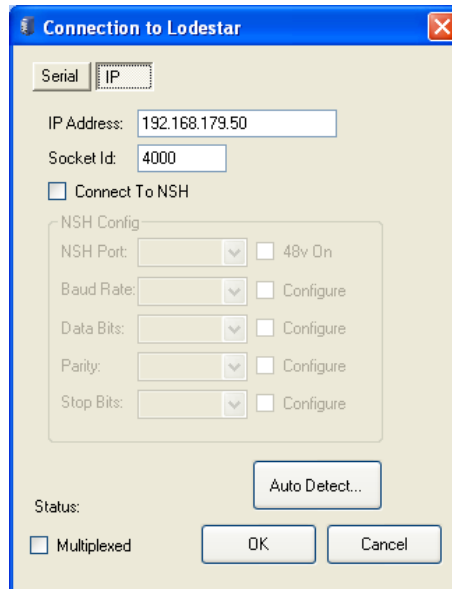 Connection to Lodestar
Serial IP
IP Address: 192.168.179.50
Socket Id: 4000
Connect To NSH
NSH Config
NSH Port: 48v On
Baud Rate: Configure
Data Bits: Configure
Parity: Configure
Stop Bits: Configure
Auto Detect...
Status:
Multiplexed OK Cancel